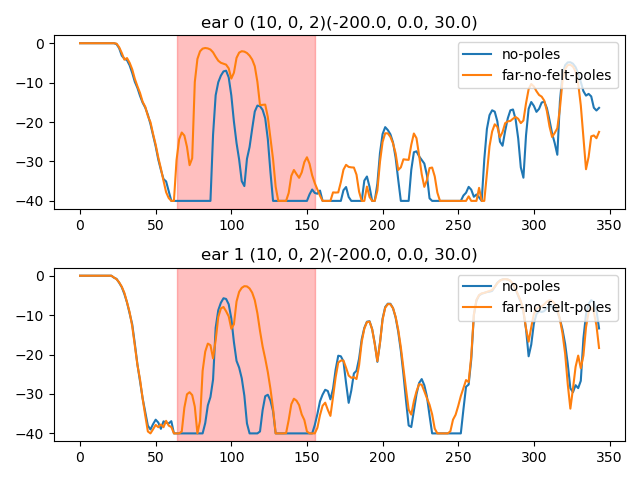 ear 0 (10, 0, 2)(-200.0, 0.0, 30.0)
0
−10
−20
−30
−40
no-poles
far-no-felt-poles
0 50 100 150 200 250 300 350
ear 1 (10, 0, 2)(-200.0, 0.0, 30.0)
0
−10
−20
−30
−40
no-poles
far-no-felt-poles
0 50 100 150 200 250 300 350